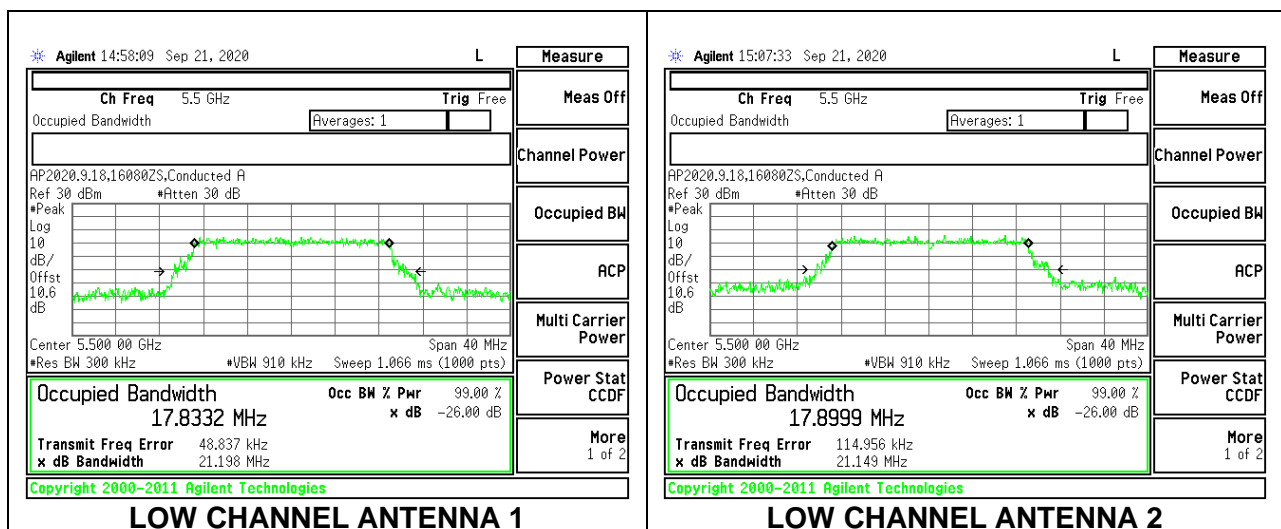 Agilent 14:58:09 Sep 21, 2020 L Measure
Ch Freq 5.5 GHz Trig Free
Occupied Bandwidth Averages: 1
AP2020.9.18,16080ZS,Conducted A
Ref 30 dBm #Atten 30 dB
#Peak
Log
10
dB/
Offst
10.6
dB
Center 5.500 00 GHz Span 40 MHz
#Res BW 300 kHz #VBW 910 kHz Sweep 1.066 ms (1000 pts)
Occupied Bandwidth Occ BW % Pwr 99.00 %
17.8332 MHz x dB -26.00 dB
Transmit Freq Error 48.837 kHz
x dB Bandwidth 21.198 MHz
Copyright 2000-2011 Agilent Technologies
Meas Off
Channel Power
Occupied BW
ACP
Multi Carrier
Power
Power Stat
CCDF
More
1 of 2
LOW CHANNEL ANTENNA 1
Agilent 15:07:33 Sep 21, 2020 L Measure
Ch Freq 5.5 GHz Trig Free
Occupied Bandwidth Averages: 1
AP2020.9.18,16080ZS,Conducted A
Ref 30 dBm #Atten 30 dB
#Peak
Log
10
dB/
Offst
10.6
dB
Center 5.500 00 GHz Span 40 MHz
#Res BW 300 kHz #VBW 910 kHz Sweep 1.066 ms (1000 pts)
Occupied Bandwidth Occ BW % Pwr 99.00 %
17.8999 MHz x dB -26.00 dB
Transmit Freq Error 114.956 kHz
x dB Bandwidth 21.149 MHz
Copyright 2000-2011 Agilent Technologies
Meas Off
Channel Power
Occupied BW
ACP
Multi Carrier
Power
Power Stat
CCDF
More
1 of 2
LOW CHANNEL ANTENNA 2